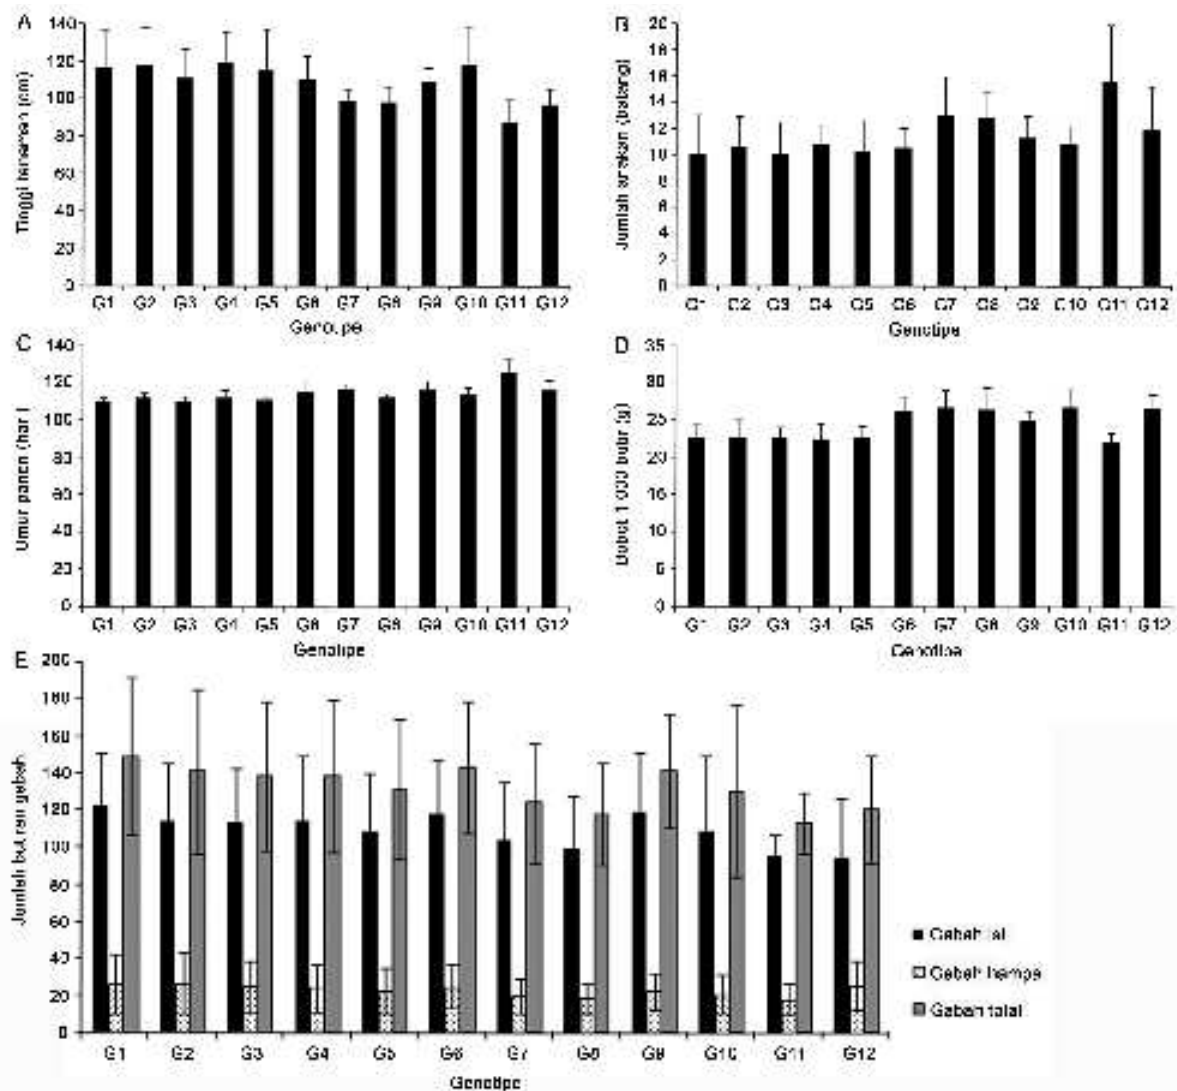 A
140
120
100
80
60
40
20
0
Tinggi tanaman (cm)
G1 G2 G3 G4 G5 G6 G7 G8 G9 G10 G11 G12
Genotipe
B
20
18
16
14
12
10
8
6
4
2
0
Jumlah anakan (batang)
G1 G2 G3 G4 G5 G6 G7 G8 G9 G10 G11 G12
Genotipe
C
140
120
100
80
60
40
20
0
Umur panen (hari)
G1 G2 G3 G4 G5 G6 G7 G8 G9 G10 G11 G12
Genotipe
D
35
30
25
20
15
10
5
0
Bobot 1.000 butir (g)
G1 G2 G3 G4 G5 G6 G7 G8 G9 G10 G11 G12
Genotipe
E
200
180
160
140
120
100
80
60
40
20
0
Jumlah butiran gabah
G1 G2 G3 G4 G5 G6 G7 G8 G9 G10 G11 G12
Genotipe
Gabah isi
Gabah hampa
Gabah total